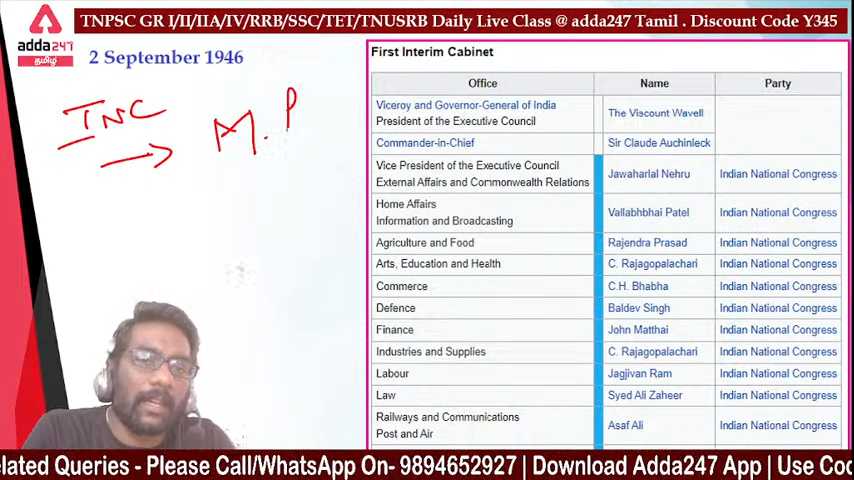 TNPSC GR I/II/IIA/IV/RRB/SSC/TET/TNUSRB Daily Live Class @ adda247 Tamil . Discount Code Y345
adda247
தமிழ்
2 September 1946
INC
→ M.P
First Interim Cabinet
Office Name Party
Viceroy and Governor-General of India
President of the Executive Council
The Viscount Wavell
Commander-in-Chief Sir Claude Auchinleck
Vice President of the Executive Council
External Affairs and Commonwealth Relations
Jawaharlal Nehru Indian National Congress
Home Affairs
Information and Broadcasting
Vallabhbhai Patel Indian National Congress
Agriculture and Food Rajendra Prasad Indian National Congress
Arts, Education and Health C. Rajagopalachari Indian National Congress
Commerce C.H. Bhabha Indian National Congress
Defence Baldev Singh Indian National Congress
Finance John Matthai Indian National Congress
Industries and Supplies C. Rajagopalachari Indian National Congress
Labour Jagjivan Ram Indian National Congress
Law Syed Ali Zaheer Indian National Congress
Railways and Communications
Post and Air
Asaf Ali Indian National Congress
elated Queries - Please Call/WhatsApp On- 9894652927 | Download Adda247 App | Use Co